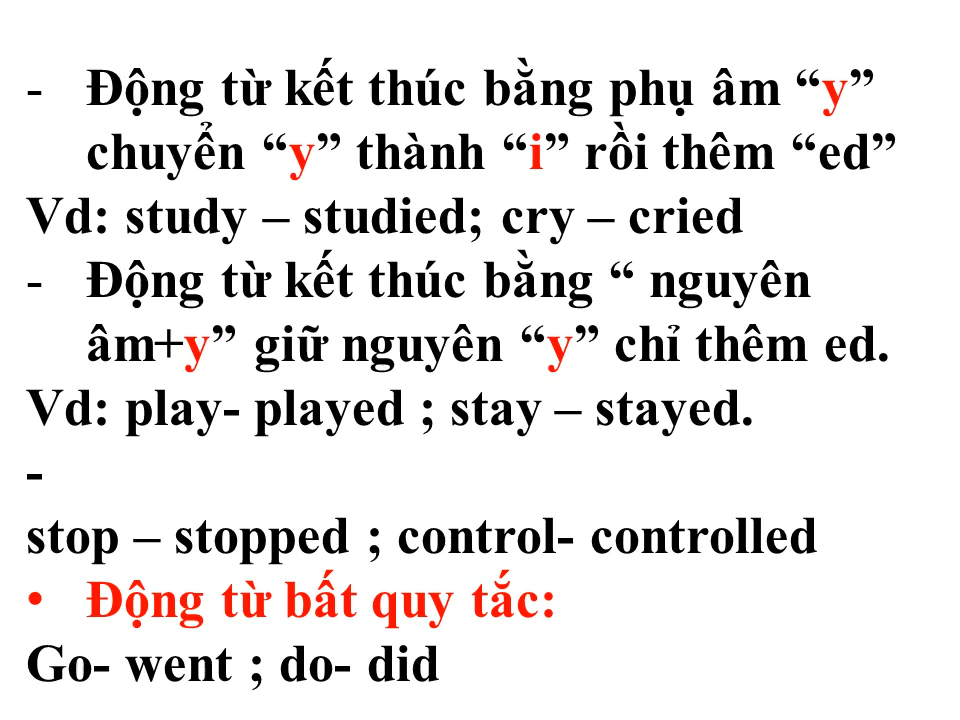 - Động từ kết thúc bằng phụ âm “y”
chuyển “y” thành “i” rồi thêm “ed”
Vd: study – studied; cry – cried
- Động từ kết thúc bằng “ nguyên
âm+y” giữ nguyên “y” chỉ thêm ed.
Vd: play- played ; stay – stayed.
-
stop – stopped ; control- controlled
• Động từ bất quy tắc:
Go- went ; do- did